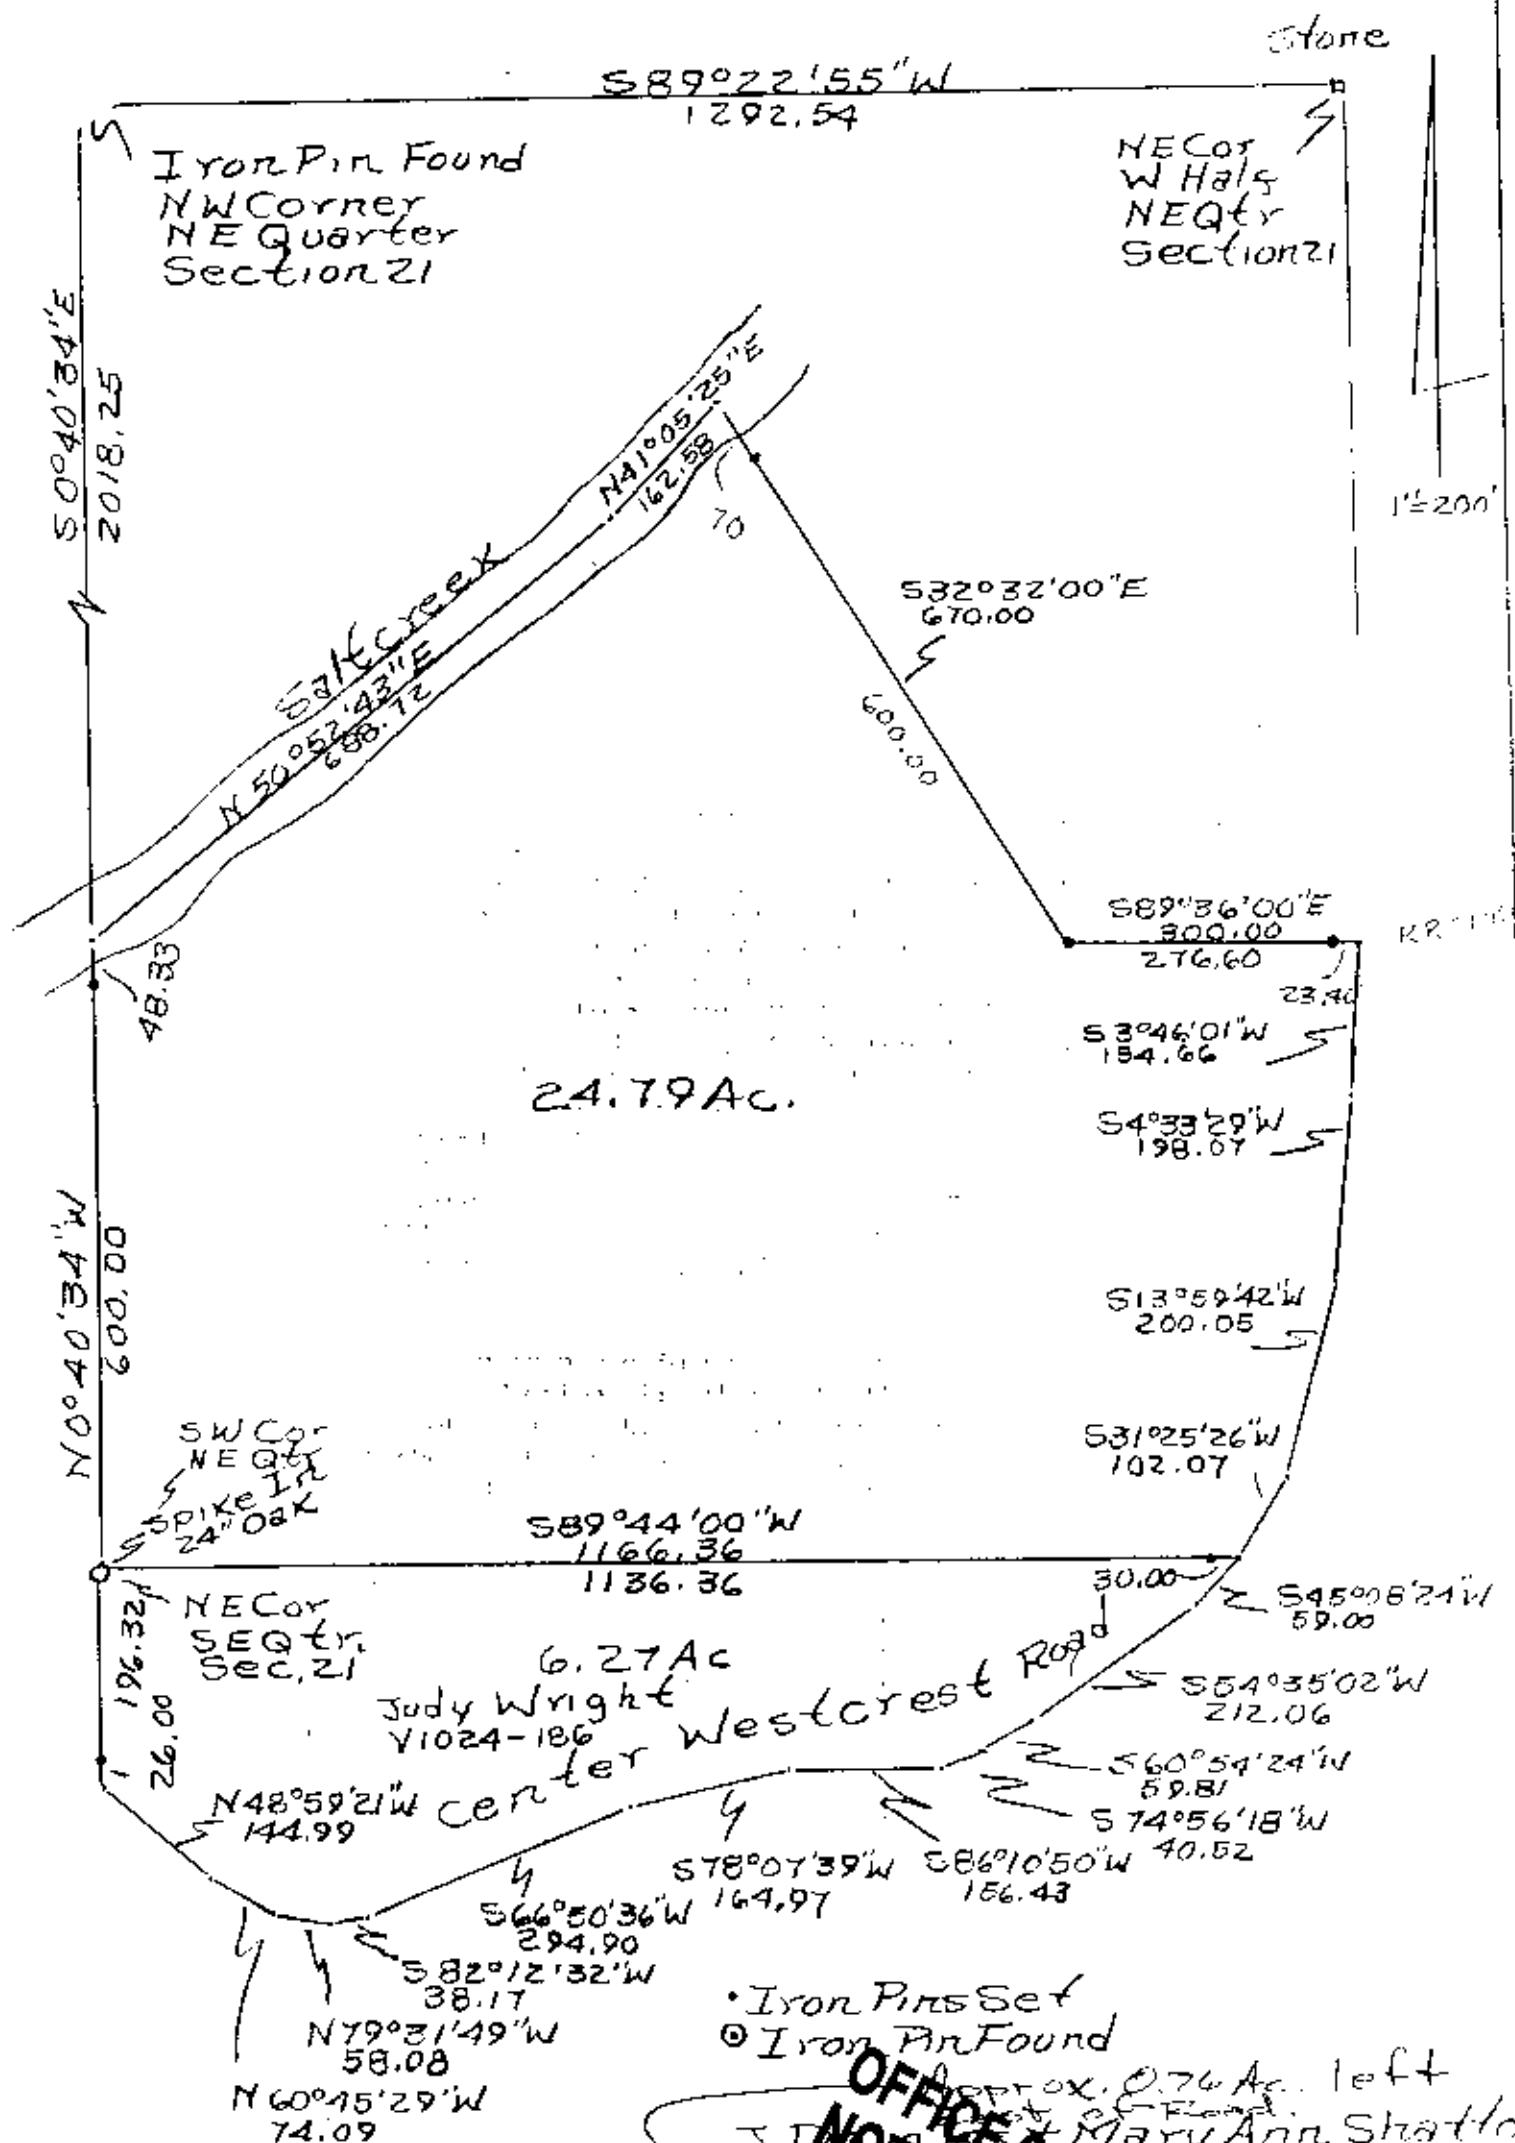 Stone
S89°22'55"W
1292.54
Iron Pin Found
NW Corner
NE Quarter
Section 21
NE Cor
W Half
NE Qtr
Section 21
S0°40'34"E
2018.25
1"=200'
N41°05'25"E
162.58
70
Saltcreek
N 50°52'43"E
688.72
S32°32'00"E
670.00
600.00
48.33
S89°36'00"E
300.00
276.60
23.40
S3°46'01"W
154.66
24.79 Ac.
S4°33'29"W
198.07
N0°40'34"W
600.00
S13°59'42"W
200.05
S31°25'26"W
102.07
SW Cor
NE Qtr
Spike In
24" Oak
S89°44'00"W
1166.36
1136.36
30.00
S45°08'24"W
59.00
196.32
26.00
NE Cor
SE Qtr.
Sec. 21
6.27 Ac
Judy Wright
V1024-186
Center Westcrest Road
S54°35'02"W
212.06
S60°54'24"W
59.81
S74°56'18"W
40.52
S86°10'50"W
156.43
S78°07'39"W
164.97
N48°59'21"W
144.99
S66°50'36"W
294.90
S82°12'32"W
38.17
N79°31'49"W
58.08
N60°45'29"W
74.09
• Iron Pins Set
⊙ Iron Pin Found
Approx. 0.76 Ac. left
Mary Ann